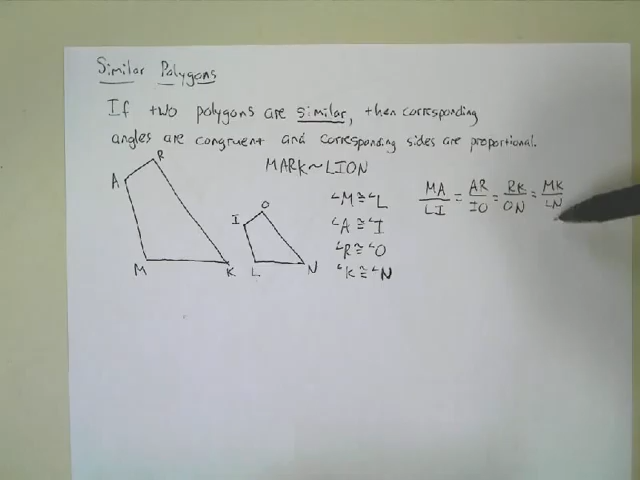 Similar Polygons
If two polygons are similar, then corresponding
angles are congruent and corresponding sides are proportional.
MARK~LION
∠M≅∠L
∠A≅∠I
∠R≅∠O
∠K≅∠N
MA/LI = AR/IO = RK/ON = MK/LN
A
R
M
K
I
O
L
N